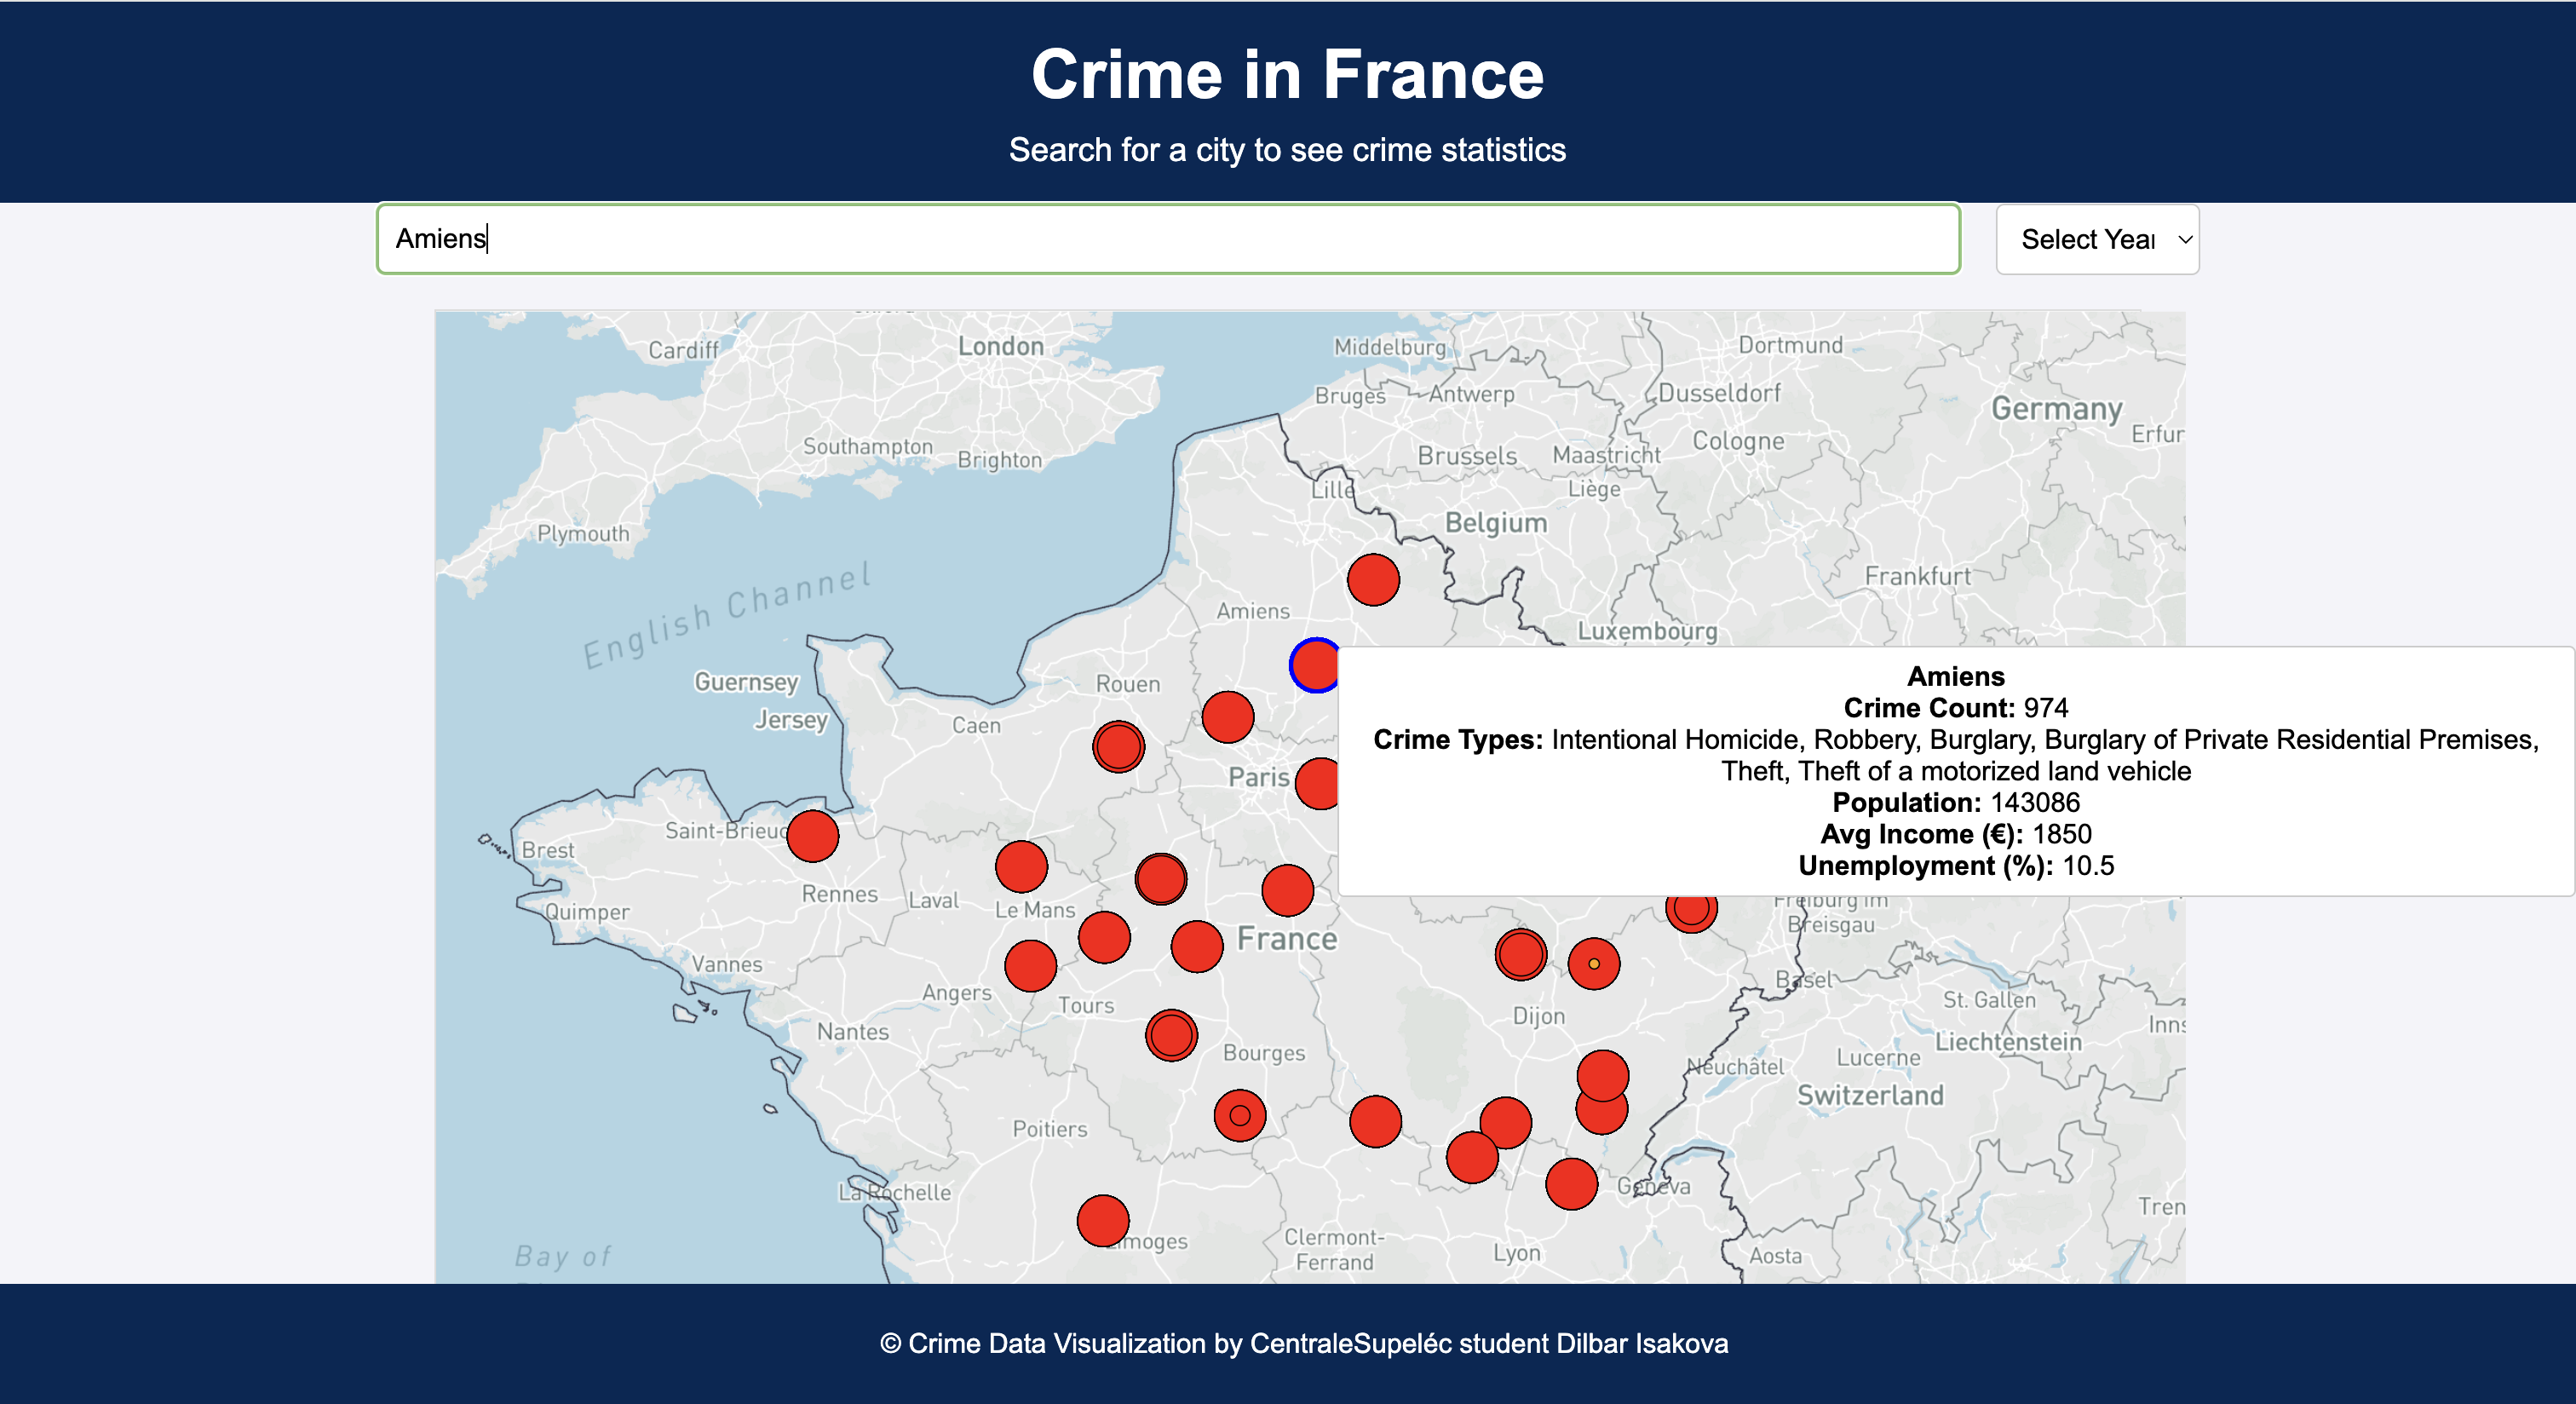 Crime in France
Search for a city to see crime statistics
Amiens
Select Year
Cardiff
London
Middelburg
Dortmund
Bruges
Antwerp
Dusseldorf
Germany
Southampton
Brighton
Brussels
Maastricht
Cologne
Erfur
Lille
Liège
Plymouth
Belgium
English Channel
Frankfurt
Amiens
Luxembourg
Guernsey
Rouen
Jersey
Caen
Paris
Amiens
Crime Count: 974
Crime Types: Intentional Homicide, Robbery, Burglary, Burglary of Private Residential Premises,
Theft, Theft of a motorized land vehicle
Population: 143086
Avg Income (€): 1850
Unemployment (%): 10.5
Saint-Brieuc
Brest
Rennes
Laval
Le Mans
Quimper
France
Freiburg im
Breisgau
Vannes
Angers
Tours
Basel
St. Gallen
Nantes
Dijon
Inns
Bourges
Neuchâtel
Lucerne
Liechtenstein
Switzerland
Poitiers
La Rochelle
Geneva
Tren
Limoges
Clermont-
Ferrand
Lyon
Aosta
Bay of
© Crime Data Visualization by CentraleSupeléc student Dilbar Isakova